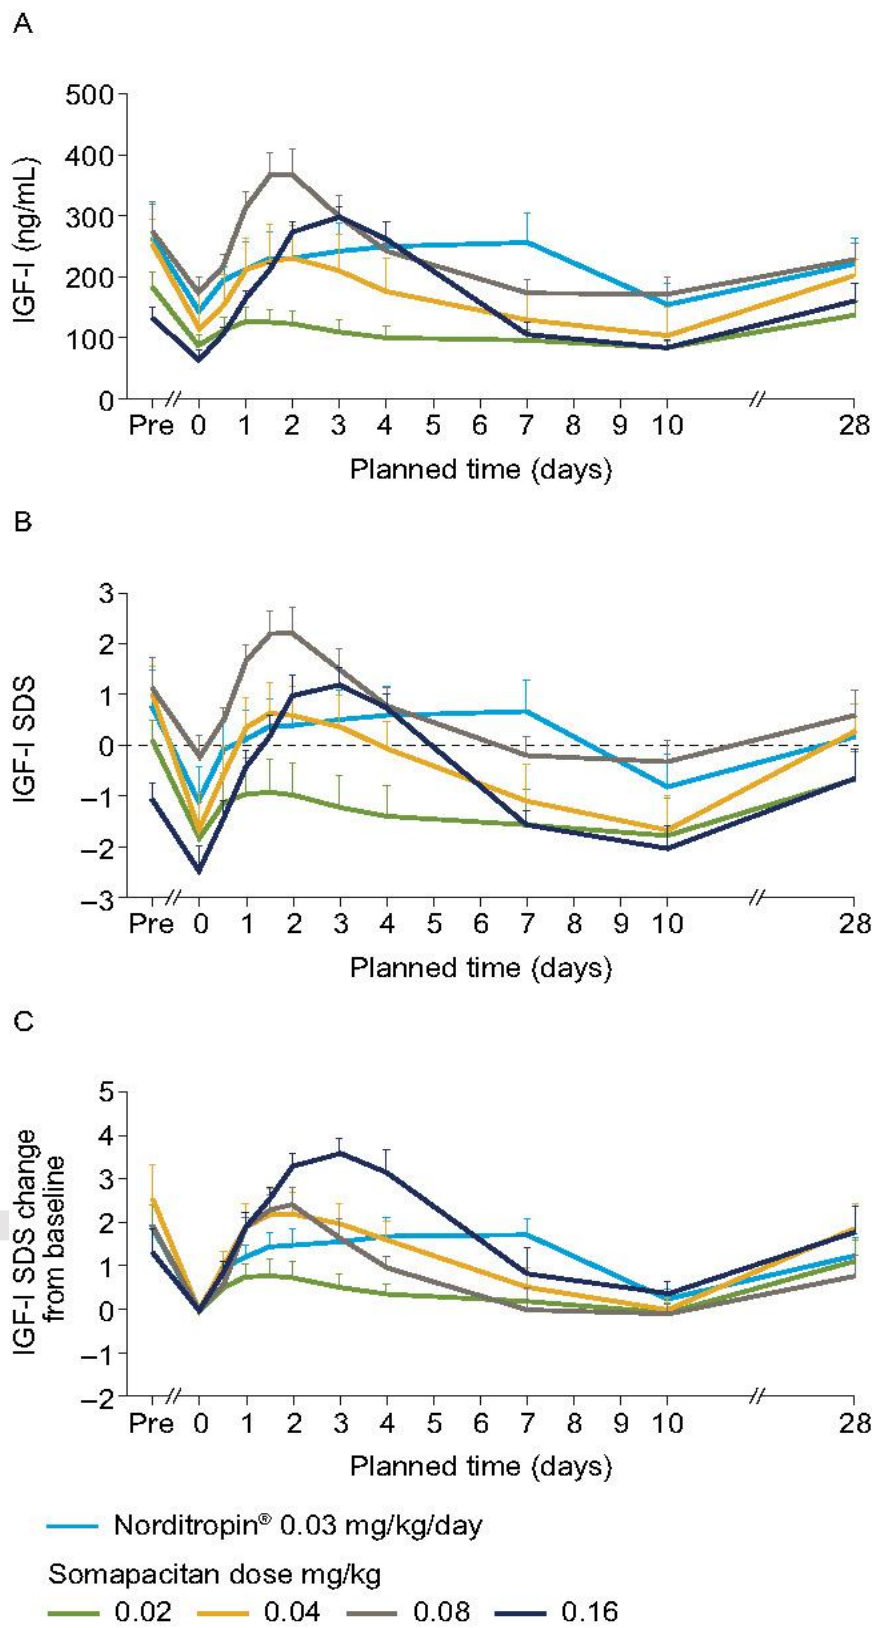 A
500
400
300
200
100
0
IGF-I (ng/mL)
Pre 0 1 2 3 4 5 6 7 8 9 10 28
Planned time (days)
B
3
2
1
0
–1
–2
–3
IGF-I SDS
Pre 0 1 2 3 4 5 6 7 8 9 10 28
Planned time (days)
C
5
4
3
2
1
0
–1
–2
IGF-I SDS change
from baseline
Pre 0 1 2 3 4 5 6 7 8 9 10 28
Planned time (days)
Norditropin® 0.03 mg/kg/day
Somapacitan dose mg/kg
0.02 0.04 0.08 0.16